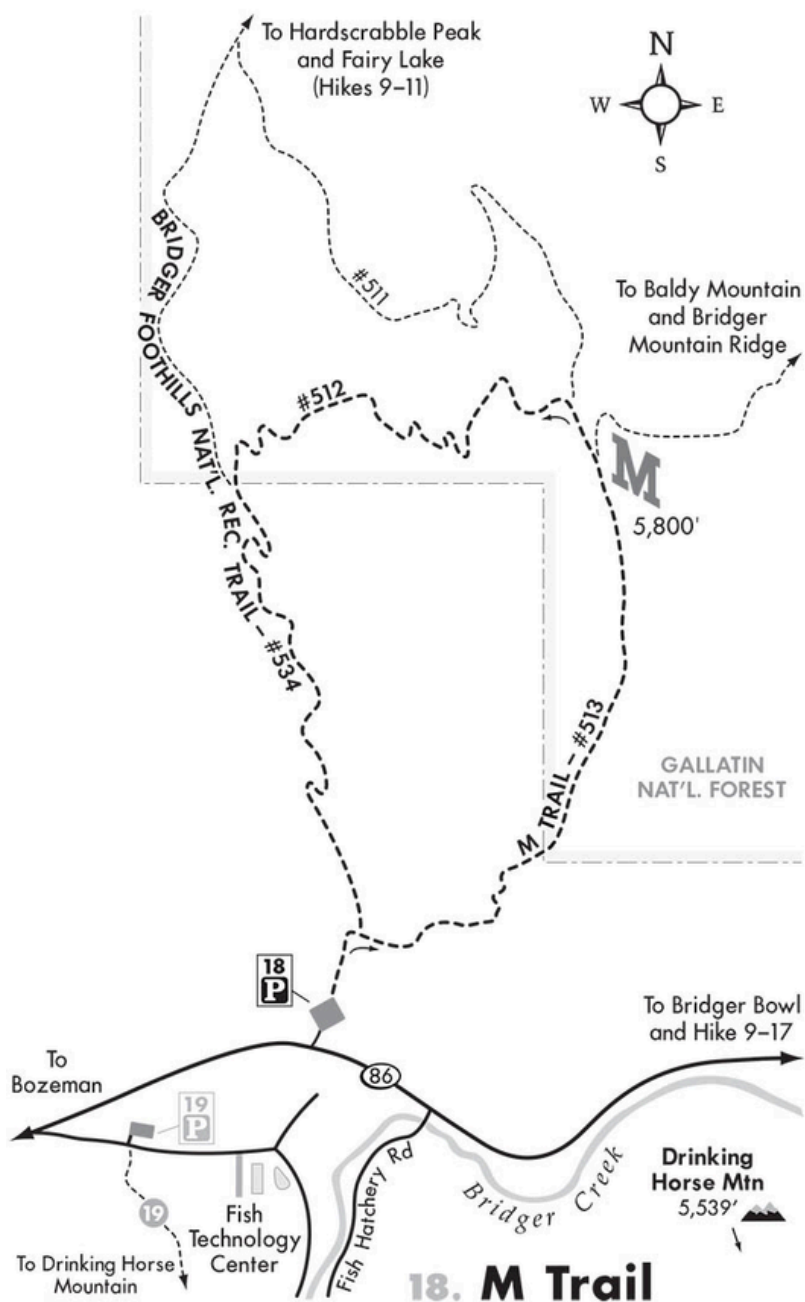 To Hardscrabble Peak
and Fairy Lake
(Hikes 9–11)
N
W
E
S
BRIDGER FOOTHILLS NAT'L. REC. TRAIL – #534
#511
To Baldy Mountain
and Bridger
Mountain Ridge
#512
M
5,800'
M TRAIL – #513
GALLATIN
NAT'L. FOREST
18
P
To Bridger Bowl
and Hike 9–17
To
Bozeman
86
19
P
Fish Hatchery Rd
Bridger Creek
Drinking
Horse Mtn
5,539'
19
Fish
Technology
Center
To Drinking Horse
Mountain
18. M Trail